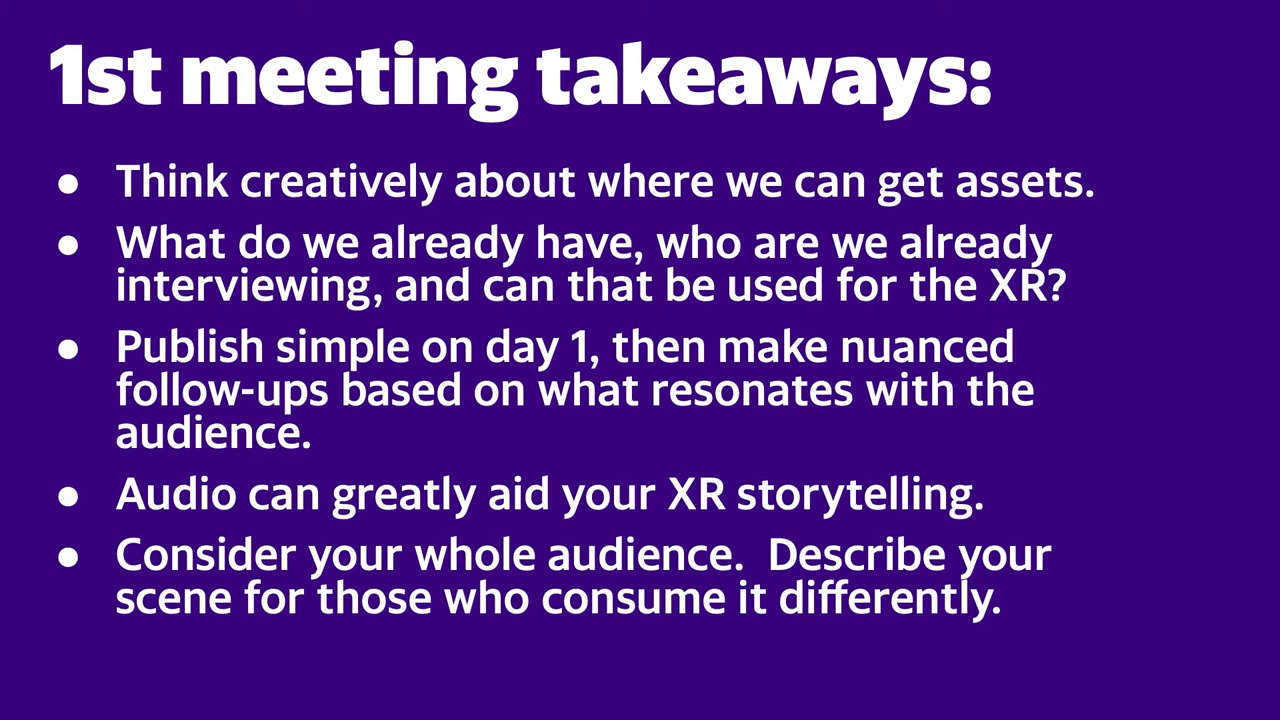 1st meeting takeaways:
● Think creatively about where we can get assets.
● What do we already have, who are we already
interviewing, and can that be used for the XR?
● Publish simple on day 1, then make nuanced
follow-ups based on what resonates with the
audience.
● Audio can greatly aid your XR storytelling.
● Consider your whole audience.  Describe your
scene for those who consume it differently.